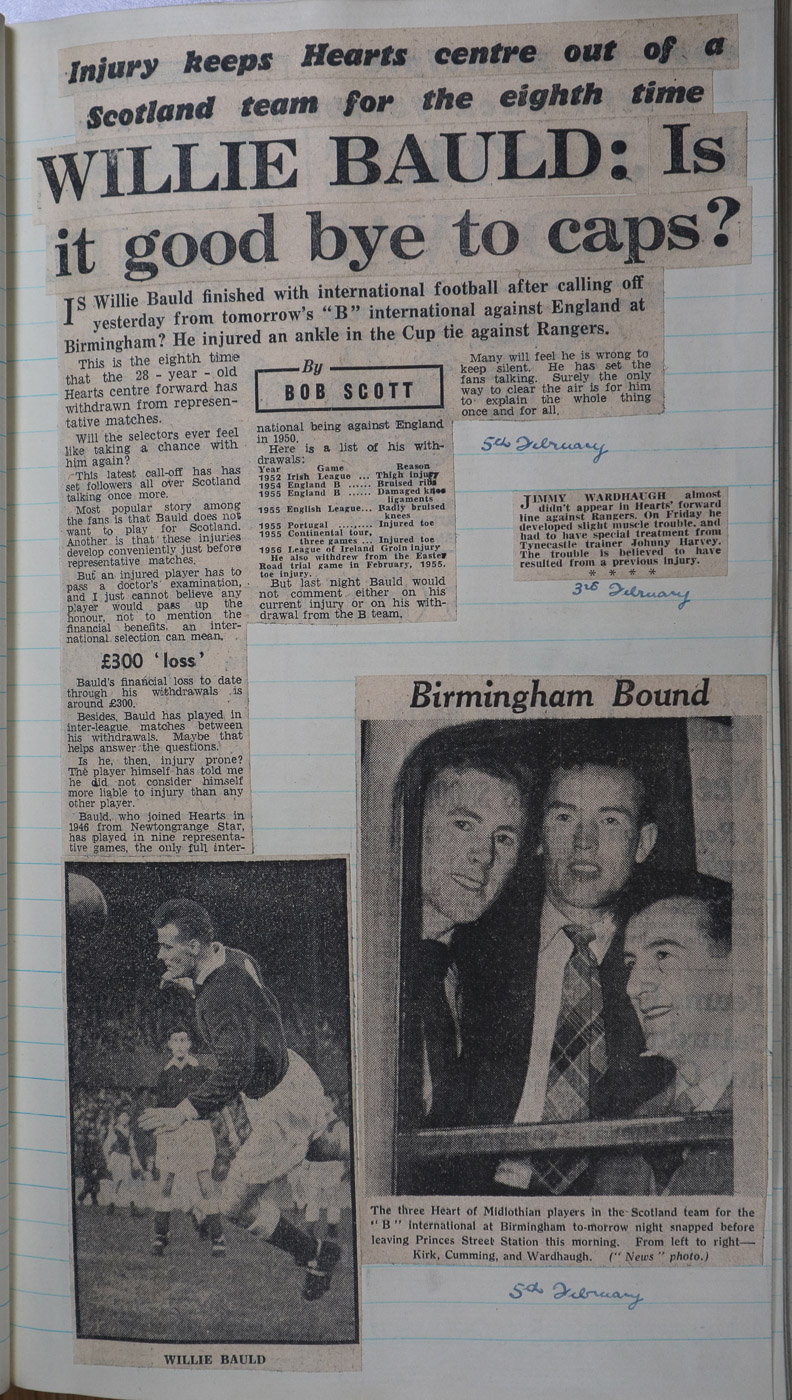 Injury keeps Hearts centre out of a
Scotland team for the eighth time
WILLIE BAULD: Is
it good bye to caps?
IS Willie Bauld finished with international football after calling off
yesterday from tomorrow's "B" international against England at
Birmingham? He injured an ankle in the Cup tie against Rangers.
This is the eighth time
that the 28 - year - old
Hearts centre forward has
withdrawn from represen-
tative matches.
Will the selectors ever feel
like taking a chance with
him again?
This latest call-off has has
set followers all over Scotland
talking once more.
Most popular story among
the fans is that Bauld does not
want to play for Scotland.
Another is that these injuries
develop conveniently just before
representative matches.
But an injured player has to
pass a doctor's examination,
and I just cannot believe any
player would pass up the
honour, not to mention the
financial benefits, an inter-
national selection can mean.
£300 'loss'
Bauld's financial loss to date
through his withdrawals is
around £300.
Besides, Bauld has played in
inter-league matches between
his withdrawals. Maybe that
helps answer the questions.
Is he, then, injury prone?
The player himself has told me
he did not consider himself
more liable to injury than any
other player.
Bauld, who joined Hearts in
1946 from Newtongrange Star,
has played in nine representa-
tive games, the only full inter-
By
BOB SCOTT
national being against England
in 1950.
Here is a list of his with-
drawals:
Year Game Reason
1952 Irish League ... Thigh injury
1954 England B ...... Bruised ribs
1955 England B ...... Damaged knee
ligaments
1955 English League... Badly bruised
knees
1955 Portugal ......... Injured toe
1955 Continental tour,
three games ... Injured toe
1956 League of Ireland Groin injury
He also withdrew from the Easter
Road trial game in February, 1955.
toe injury.
But last night Bauld would
not comment either on his
current injury or on his with-
drawal from the B team.
Many will feel he is wrong to
keep silent. He has set the
fans talking. Surely the only
way to clear the air is for him
to explain the whole thing
once and for all.
5th February
JIMMY WARDHAUGH almost
didn't appear in Hearts' forward
line against Rangers. On Friday he
developed slight muscle trouble, and
had to have special treatment from
Tynecastle trainer Johnny Harvey.
The trouble is believed to have
resulted from a previous injury.
* * * *
3rd February
Birmingham Bound
The three Heart of Midlothian players in the Scotland team for the
"B" International at Birmingham to-morrow night snapped before
leaving Princes Street Station this morning. From left to right—
Kirk, Cumming, and Wardhaugh. ("News" photo.)
5th February
WILLIE BAULD